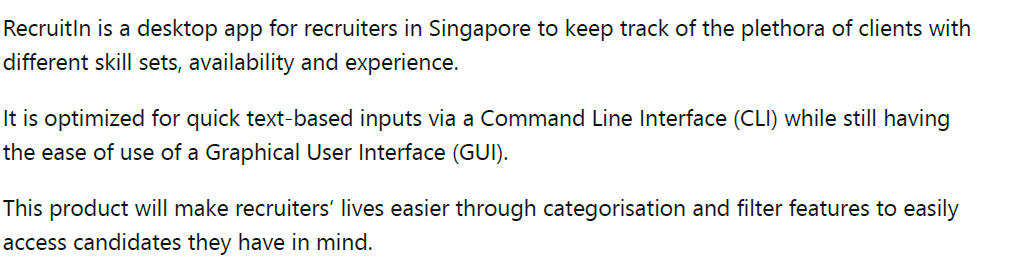 RecruitIn is a desktop app for recruiters in Singapore to keep track of the plethora of clients with
different skill sets, availability and experience.
It is optimized for quick text-based inputs via a Command Line Interface (CLI) while still having
the ease of use of a Graphical User Interface (GUI).
This product will make recruiters’ lives easier through categorisation and filter features to easily
access candidates they have in mind.